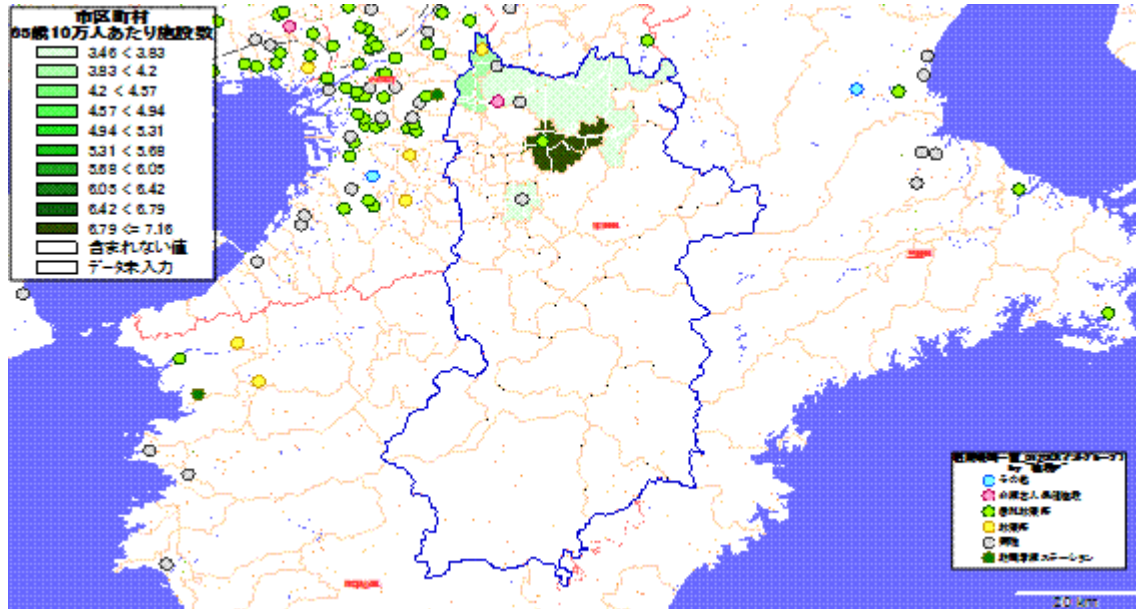 市区町村
65歳10万人あたり施設数
3.46 < 3.83
3.83 < 4.2
4.2 < 4.57
4.57 < 4.94
4.94 < 5.31
5.31 < 5.68
5.68 < 6.05
6.05 < 6.42
6.42 < 6.79
6.79 <= 7.16
含まれない値
データ未入力
その他
介護老人保健施設
歯科診療所
診療所
病院
訪問看護ステーション
20 km